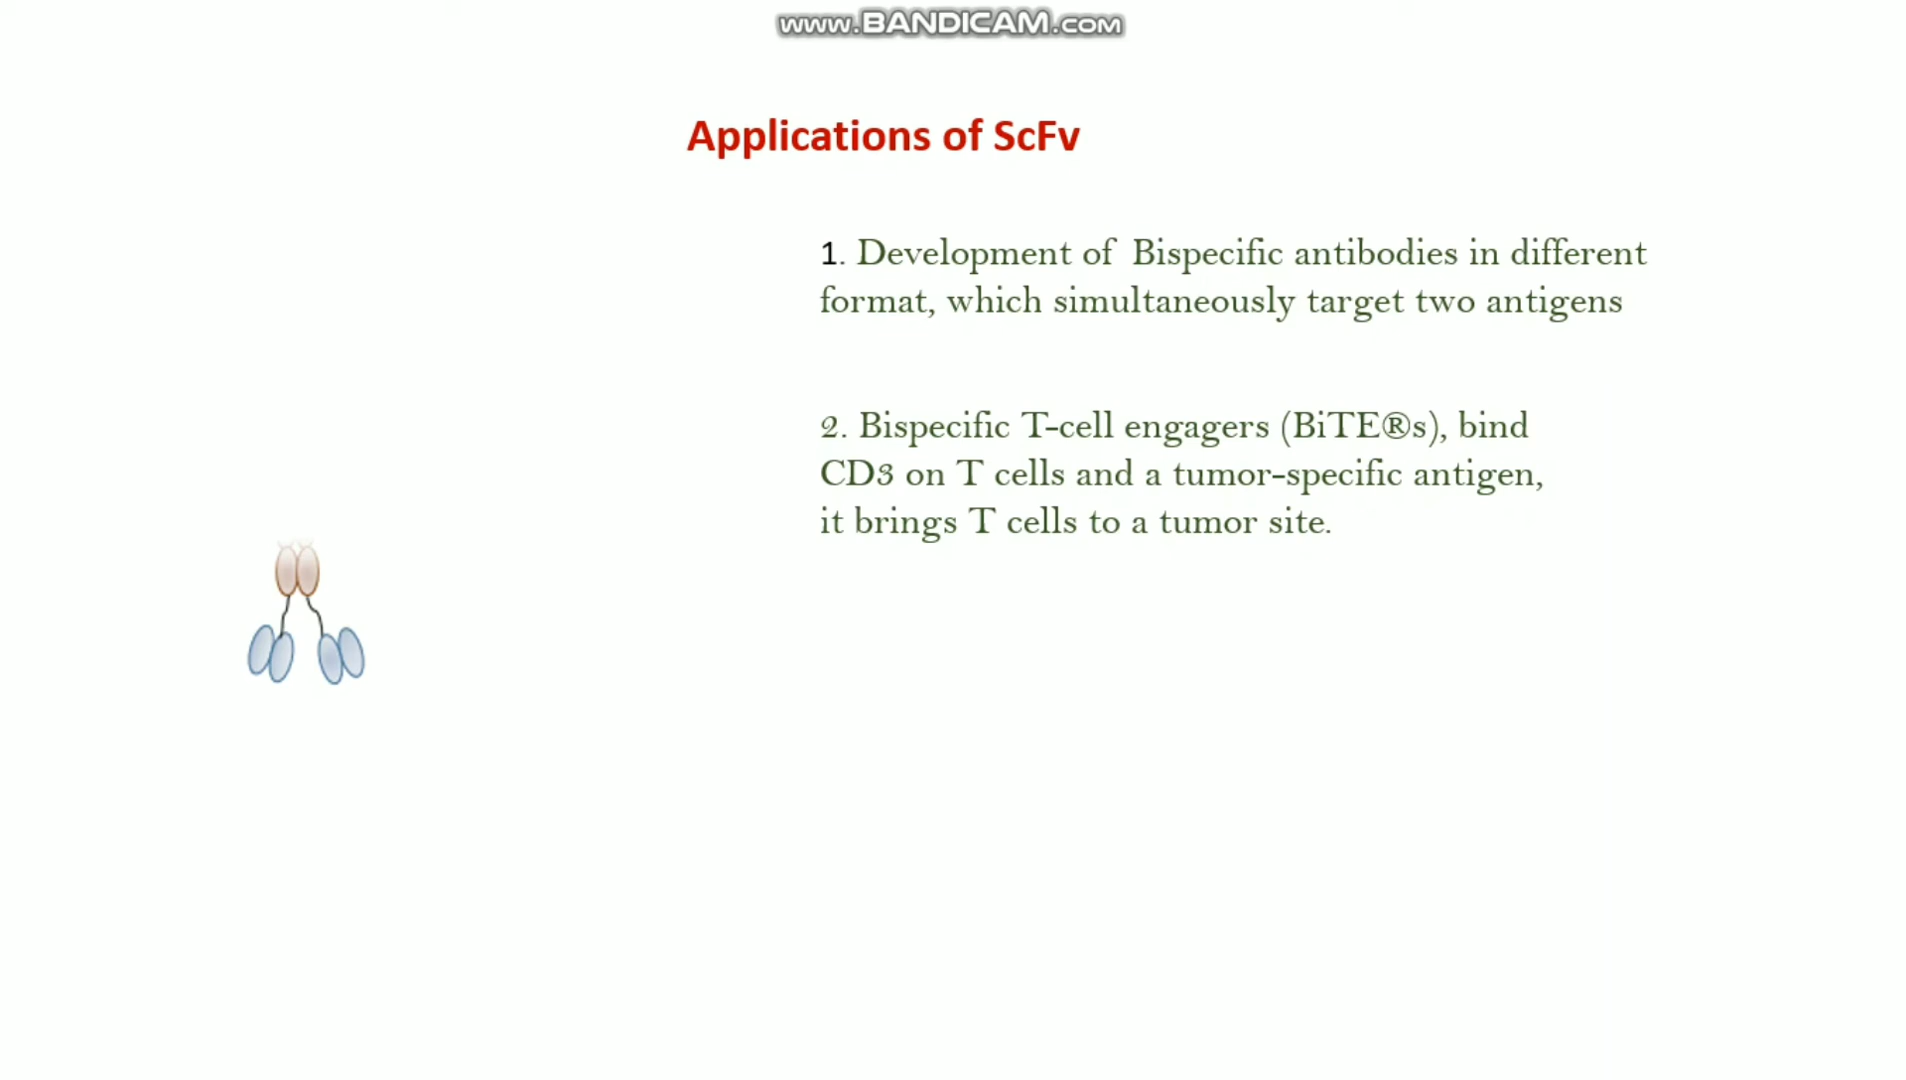 www.BANDICAM.com
Applications of ScFv
1. Development of Bispecific antibodies in different
format, which simultaneously target two antigens
2. Bispecific T-cell engagers (BiTE®s), bind
CD3 on T cells and a tumor-specific antigen,
it brings T cells to a tumor site.